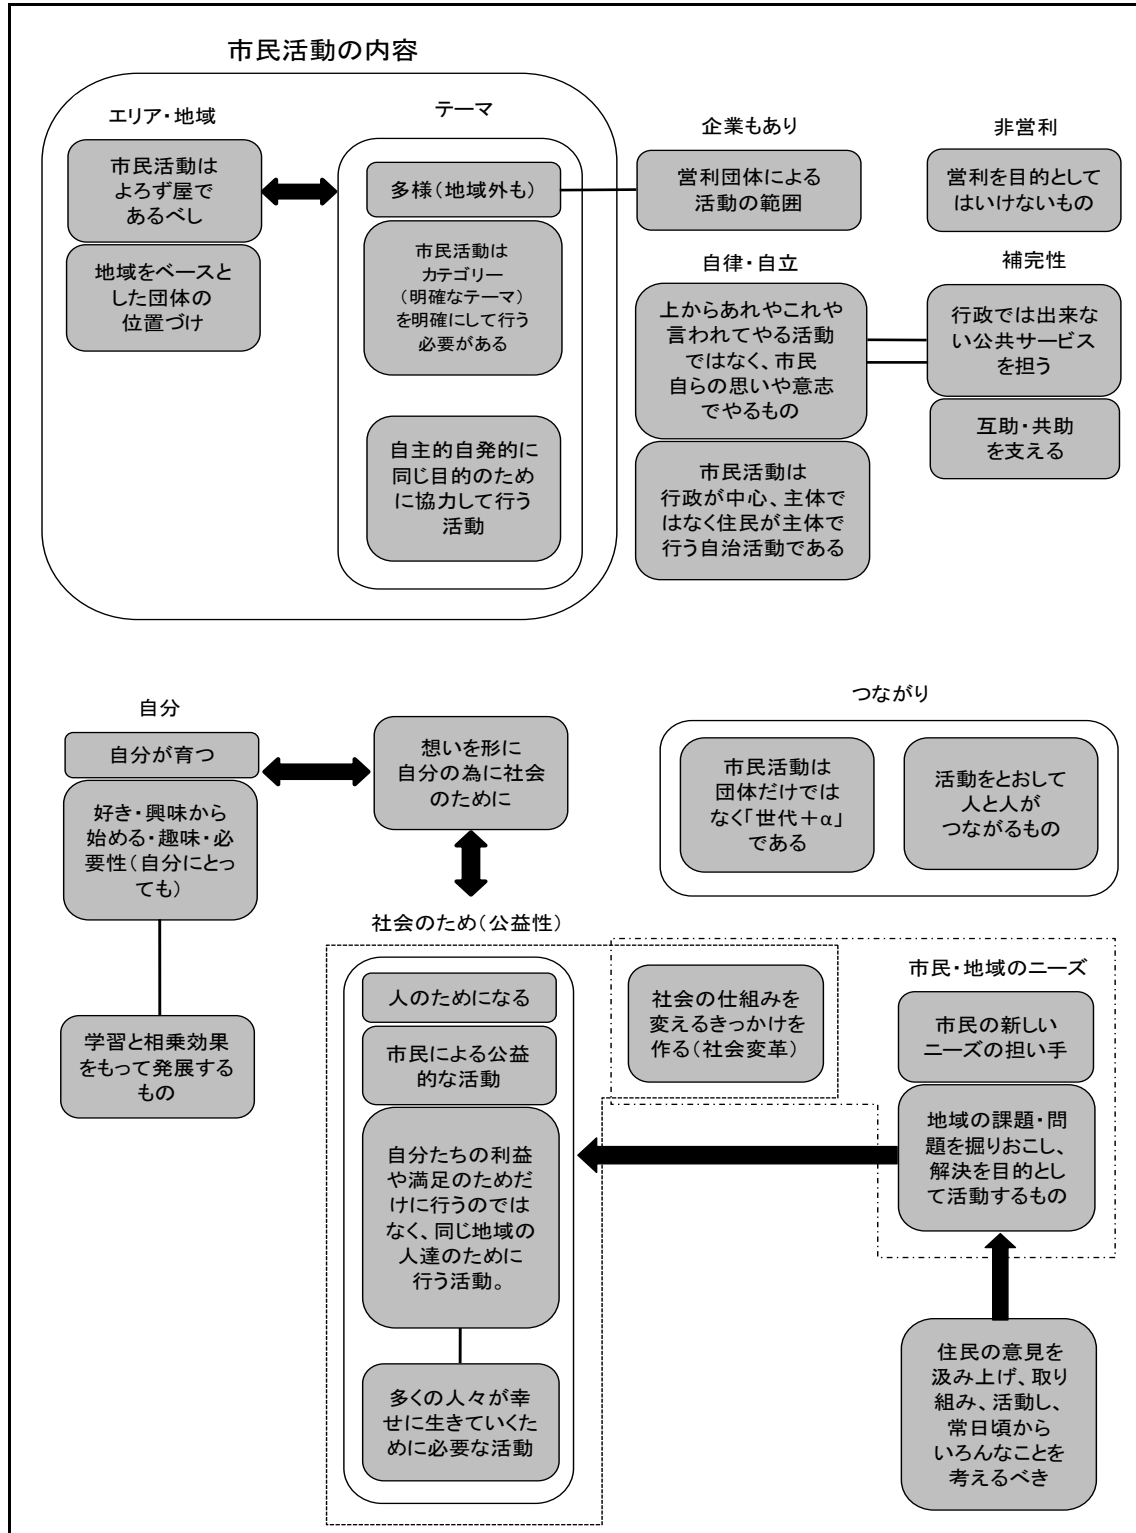 市民活動の内容
エリア・地域
市民活動は
よろず屋で
あるべし
地域をベースと
した団体の
位置づけ
テーマ
多様（地域外も）
市民活動は
カテゴリー
（明確なテーマ）
を明確にして行う
必要がある
自主的自発的に
同じ目的のため
に協力して行う
活動
企業もあり
営利団体による
活動の範囲
非営利
営利を目的として
はいけないもの
自律・自立
上からあれやこれや
言われてやる活動
ではなく、市民
自らの思いや意志
でやるもの
市民活動は
行政が中心、主体で
はなく住民が主体で
行う自治活動である
補完性
行政では出来な
い公共サービス
を担う
互助・共助
を支える
自分
自分が育つ
好き・興味から
始める・趣味・必
要性（自分にとっ
ても）
学習と相乗効果
をもって発展する
もの
想いを形に
自分の為に社会
のために
つながり
市民活動は
団体だけでは
なく「世代＋α」
である
活動をとおして
人と人が
つながるもの
社会のため（公益性）
人のためになる
市民による公益
的な活動
自分たちの利益
や満足のためだ
けに行うのでは
なく、同じ地域の
人達のために
行う活動。
多くの人々が幸
せに生きていくた
めに必要な活動
社会の仕組みを
変えるきっかけを
作る（社会変革）
市民・地域のニーズ
市民の新しい
ニーズの担い手
地域の課題・問
題を掘りおこし、
解決を目的とし
て活動するもの
住民の意見を
汲み上げ、取り
組み、活動し、
常日頃から
いろんなことを
考えるべき